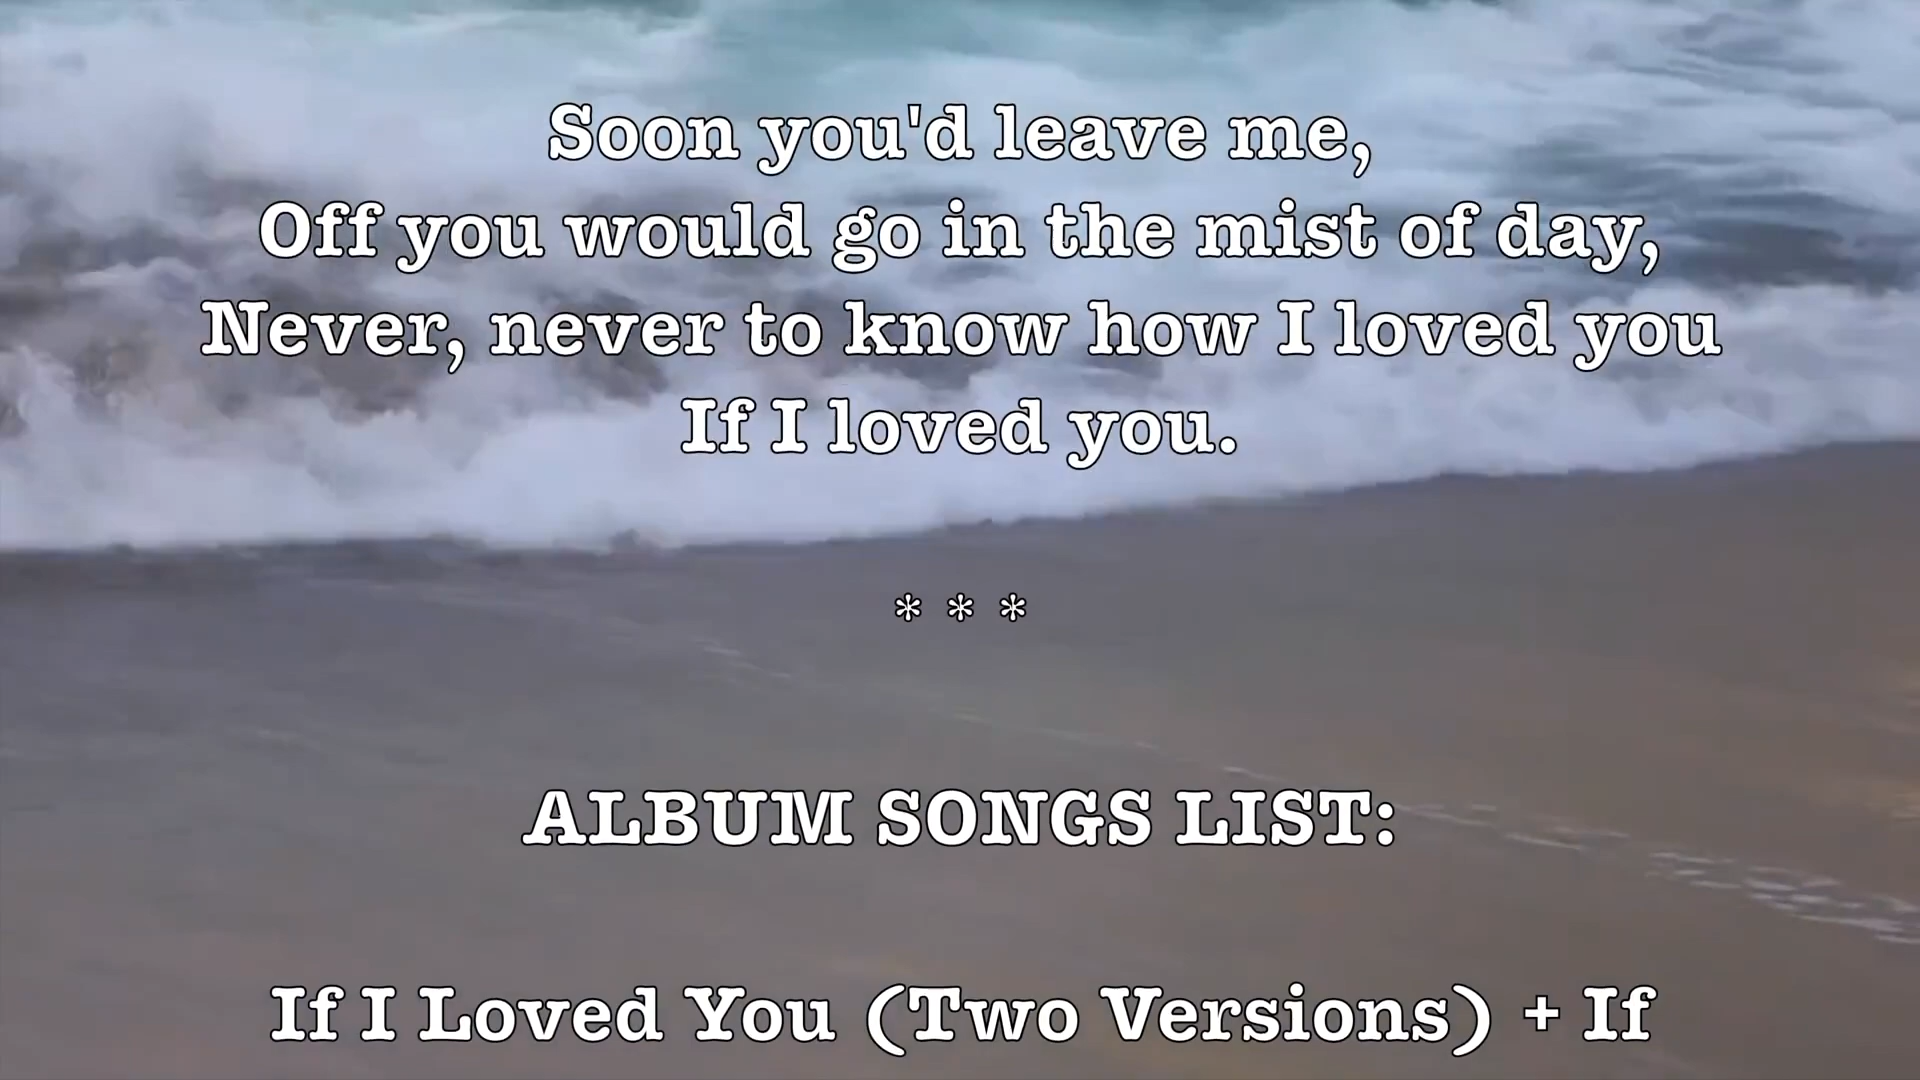 Soon you'd leave me,
Off you would go in the mist of day,
Never, never to know how I loved you
If I loved you.
* * *
ALBUM SONGS LIST:
If I Loved You (Two Versions) + If